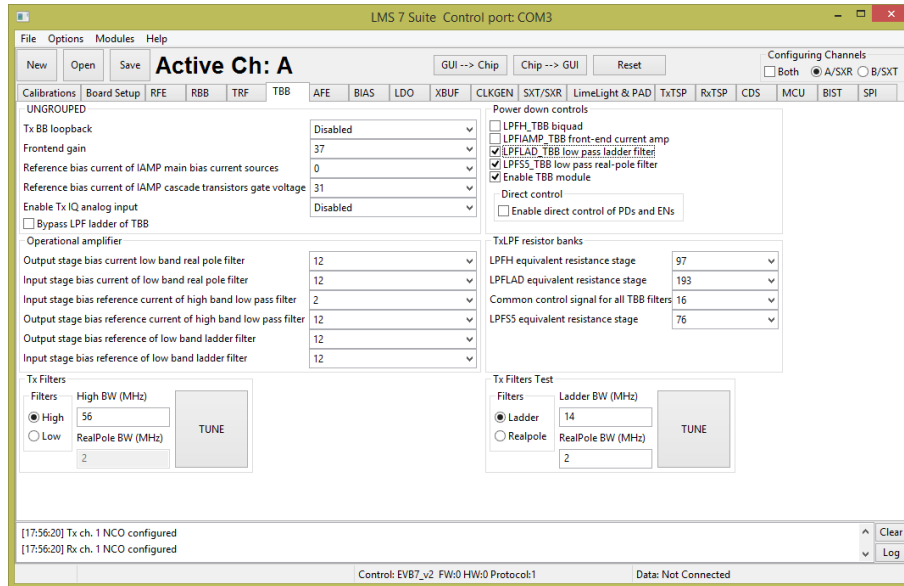 LMS 7 Suite Control port: COM3
File Options Modules Help
New Open Save Active Ch: A GUI --> Chip Chip --> GUI Reset Configuring Channels
Both A/SXR B/SXT
Calibrations Board Setup RFE RBB TRF TBB AFE BIAS LDO XBUF CLKGEN SXT/SXR LimeLight & PAD TxTSP RxTSP CDS MCU BIST SPI
UNGROUPED
Tx BB loopback Disabled
Frontend gain 37
Reference bias current of IAMP main bias current sources 0
Reference bias current of IAMP cascade transistors gate voltage 31
Enable Tx IQ analog input Disabled
Bypass LPF ladder of TBB
Power down controls
LPFH_TBB biquad
LPFIAMP_TBB front-end current amp
LPFLAD_TBB low pass ladder filter
LPFS5_TBB low pass real-pole filter
Enable TBB module
Direct control
Enable direct control of PDs and ENs
Operational amplifier
Output stage bias current low band real pole filter 12
Input stage bias current of low band real pole filter 12
Input stage bias reference current of high band low pass filter 2
Output stage bias reference current of high band low pass filter 12
Output stage bias reference of low band ladder filter 12
Input stage bias reference of low band ladder filter 12
TxLPF resistor banks
LPFH equivalent resistance stage 97
LPFLAD equivalent resistance stage 193
Common control signal for all TBB filters 16
LPFS5 equivalent resistance stage 76
Tx Filters
Filters High BW (MHz)
High 56
Low RealPole BW (MHz)
2
TUNE
Tx Filters Test
Filters Ladder BW (MHz)
Ladder 14
Realpole RealPole BW (MHz)
2
TUNE
[17:56:20] Tx ch. 1 NCO configured
[17:56:20] Rx ch. 1 NCO configured
Clear
Log
Control: EVB7_v2 FW:0 HW:0 Protocol:1 Data: Not Connected